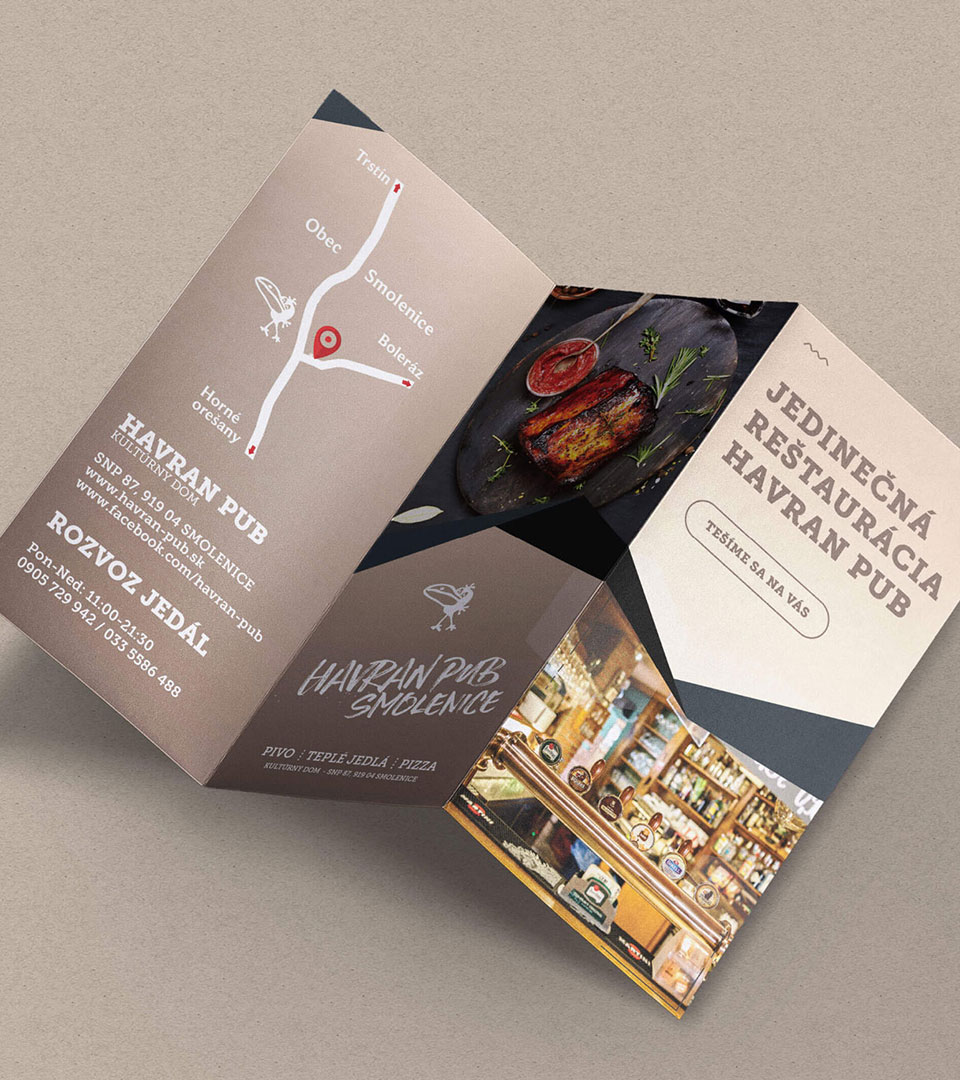 Trstín
Obec
Smolenice
Boleráz
Horné
orešany
HAVRAN PUB
KULTÚRNY DOM
SNP 87, 919 04 SMOLENICE
www.havran-pub.sk
www.facebook.com/havran-pub
ROZVOZ JEDÁL
Pon-Ned: 11:00-21:30
0905 729 942 / 033 5586 488
HAVRAN PUB
SMOLENICE
PIVO ⋮ TEPLÉ JEDLÁ ⋮ PIZZA
KULTÚRNY DOM - SNP 87, 919 04 SMOLENICE
JEDINEČNÁ
REŠTAURÁCIA
HAVRAN PUB
TEŠÍME SA NA VÁS
MARTINI
MARTINI